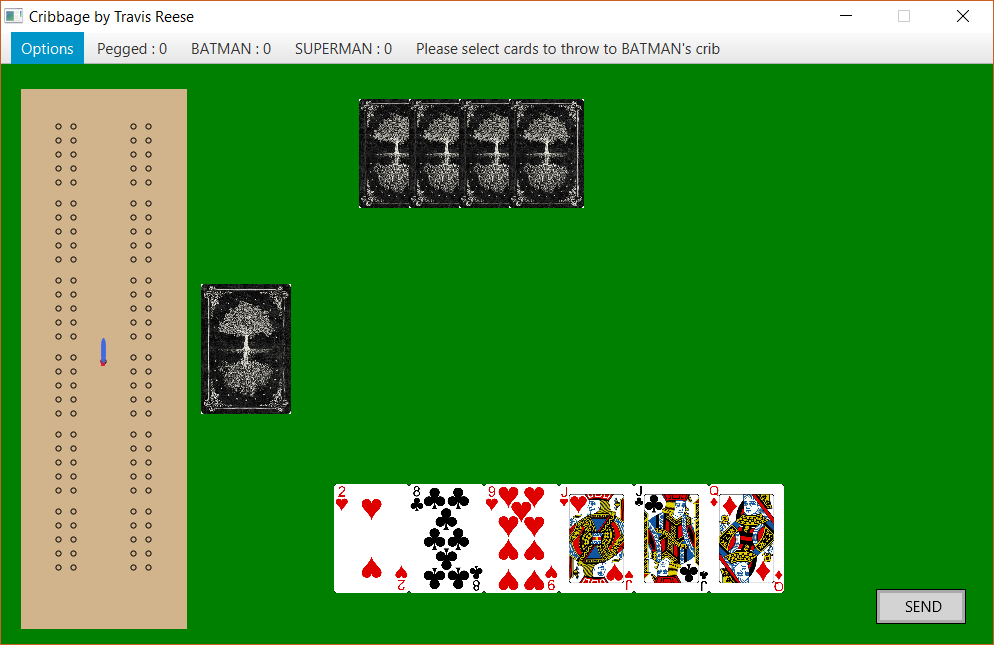 Cribbage by Travis Reese
Options Pegged : 0 BATMAN : 0 SUPERMAN : 0 Please select cards to throw to BATMAN's crib
2 8 9 J J Q
2 8 9 J J Q
SEND